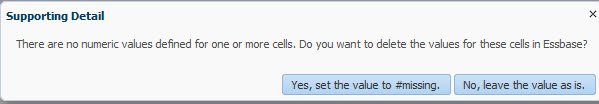 Supporting Detail
There are no numeric values defined for one or more cells. Do you want to delete the values for these cells in Essbase?
Yes, set the value to #missing. No, leave the value as is.